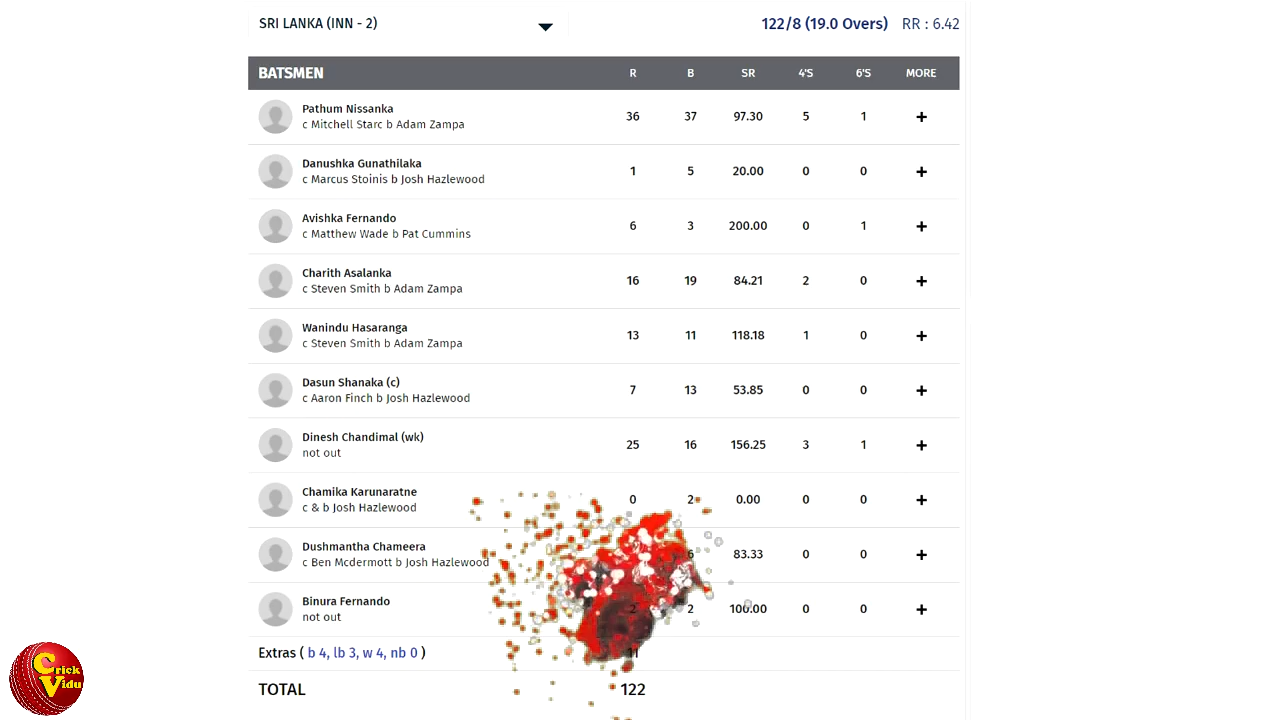 SRI LANKA (INN - 2) 122/8 (19.0 Overs) RR : 6.42
BATSMEN R B SR 4'S 6'S MORE
Pathum Nissanka
c Mitchell Starc b Adam Zampa 36 37 97.30 5 1 +
Danushka Gunathilaka
c Marcus Stoinis b Josh Hazlewood 1 5 20.00 0 0 +
Avishka Fernando
c Matthew Wade b Pat Cummins 6 3 200.00 0 1 +
Charith Asalanka
c Steven Smith b Adam Zampa 16 19 84.21 2 0 +
Wanindu Hasaranga
c Steven Smith b Adam Zampa 13 11 118.18 1 0 +
Dasun Shanaka (c)
c Aaron Finch b Josh Hazlewood 7 13 53.85 0 0 +
Dinesh Chandimal (wk)
not out 25 16 156.25 3 1 +
Chamika Karunaratne
c & b Josh Hazlewood 0 2 0.00 0 0 +
Dushmantha Chameera
c Ben Mcdermott b Josh Hazlewood 6 83.33 0 0 +
Binura Fernando
not out 2 2 100.00 0 0 +
Extras ( b 4, lb 3, w 4, nb 0 ) 11
TOTAL 122
Crick
Vidu